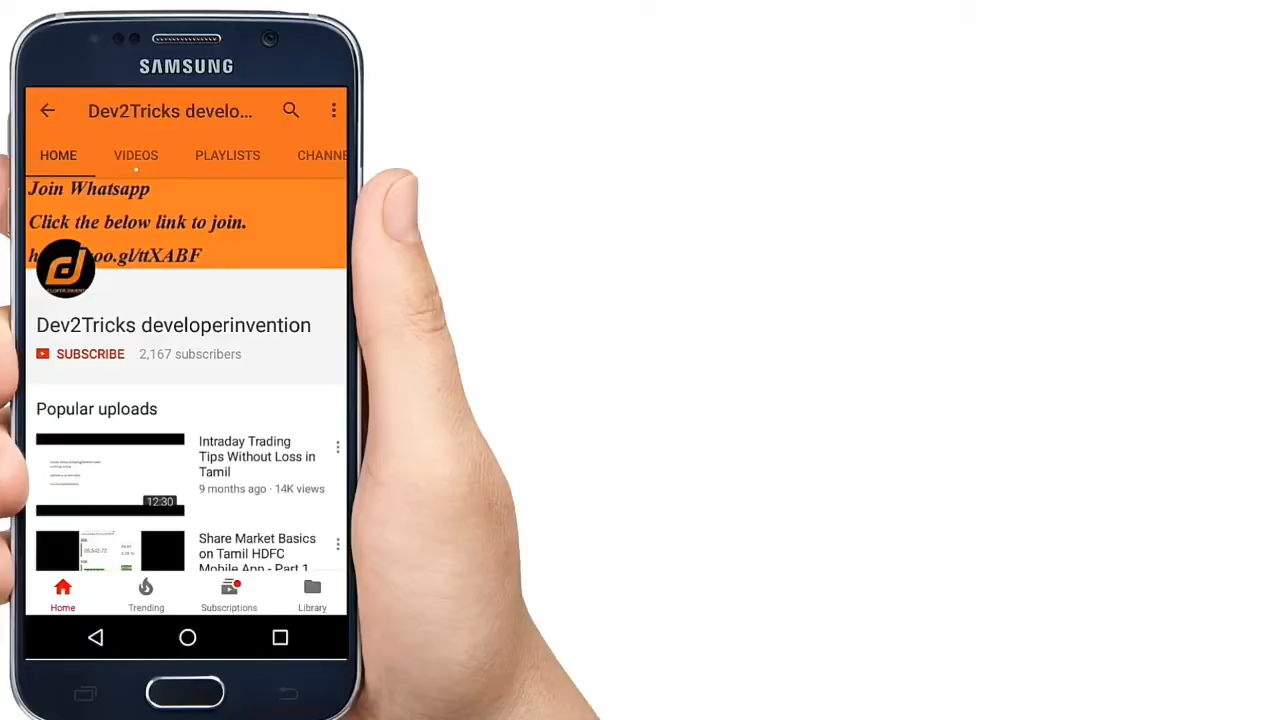 SAMSUNG
Dev2Tricks develo...
HOME VIDEOS PLAYLISTS CHANNE
Join Whatsapp
Click the below link to join.
oo.gl/ttXABF
Dev2Tricks developerinvention
SUBSCRIBE 2,167 subscribers
Popular uploads
Intraday Trading
Tips Without Loss in
Tamil
9 months ago · 14K views
12:30
Share Market Basics
on Tamil HDFC
Mobile App - Part 1
Home Trending Subscriptions Library